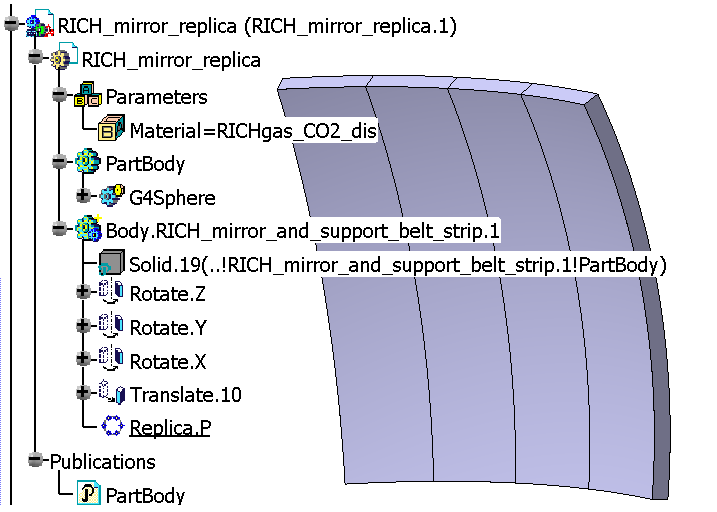 RICH_mirror_replica (RICH_mirror_replica.1)
RICH_mirror_replica
Parameters
Material=RICHgas_CO2_dis
PartBody
G4Sphere
Body.RICH_mirror_and_support_belt_strip.1
Solid.19(..!RICH_mirror_and_support_belt_strip.1!PartBody)
Rotate.Z
Rotate.Y
Rotate.X
Translate.10
Replica.P
Publications
PartBody